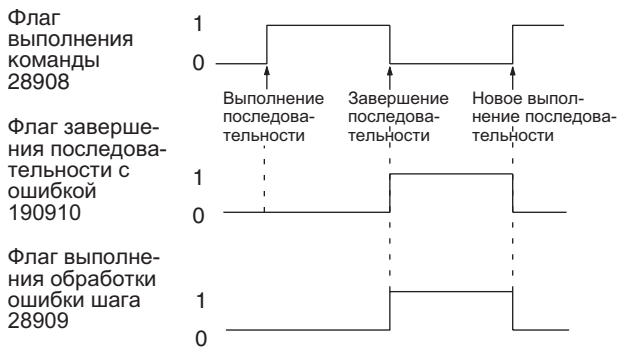 Флаг
выполнения
команды
28908
1
0
Выполнение
последова-
тельности
Завершение
последова-
тельности
Новое выпол-
нение последова-
тельности
Флаг заверше-
ния последова-
тельности с
ошибкой
190910
1
0
Флаг выполне-
ния обработки
ошибки шага
28909
1
0